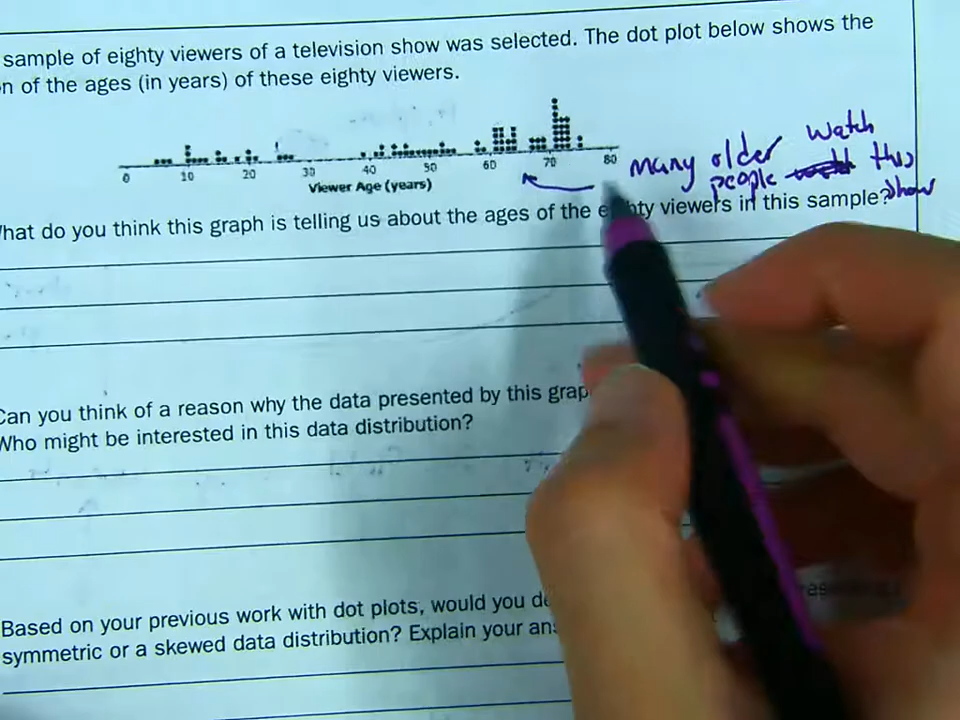 sample of eighty viewers of a television show was selected. The dot plot below shows the
n of the ages (in years) of these eighty viewers.
0 10 20 30 40 50 60 70 80
Viewer Age (years)
many older watch
people this
show
hat do you think this graph is telling us about the ages of the eighty viewers in this sample?
Can you think of a reason why the data presented by this grap
Who might be interested in this data distribution?
Based on your previous work with dot plots, would you de
symmetric or a skewed data distribution? Explain your ans